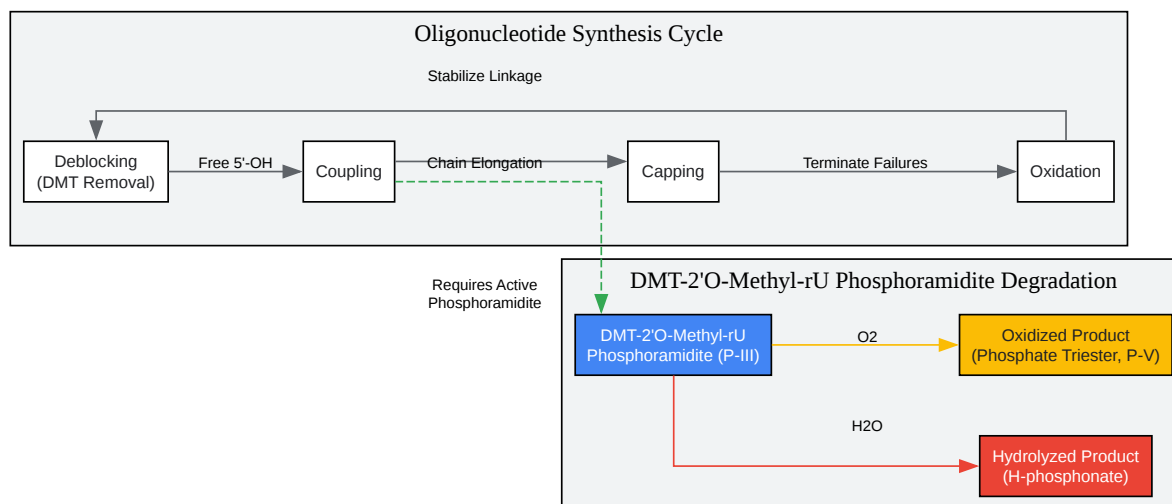 Oligonucleotide Synthesis Cycle
Stabilize Linkage
Deblocking
(DMT Removal)
Free 5'-OH
Coupling
Chain Elongation
Capping
Terminate Failures
Oxidation
Requires Active
Phosphoramidite
DMT-2'O-Methyl-rU Phosphoramidite Degradation
DMT-2'O-Methyl-rU
Phosphoramidite (P-III)
O2
Oxidized Product
(Phosphate Triester, P-V)
H2O
Hydrolyzed Product
(H-phosphonate)